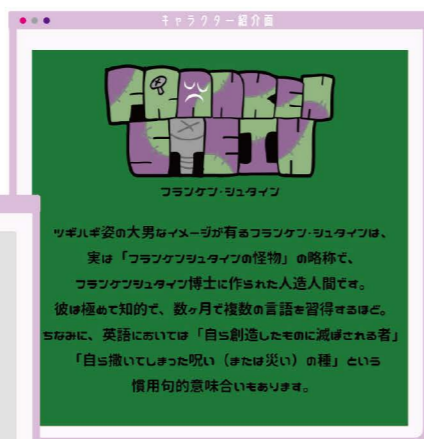 キャラクター紹介面
FRANKEN
STEIN
フランケン・シュタイン
ツギハギ姿の大男なイメージが有るフランケン・シュタインは、
実は「フランケンシュタインの怪物」の略称で、
フランケンシュタイン博士に作られた人造人間です。
彼は極めて知的で、数ヶ月で複数の言語を習得するほど。
ちなみに、英語においては「自ら創造したものに滅ぼされる者」
「自ら撒いてしまった呪い（または災い）の種」という
慣用句的意味合いもあります。